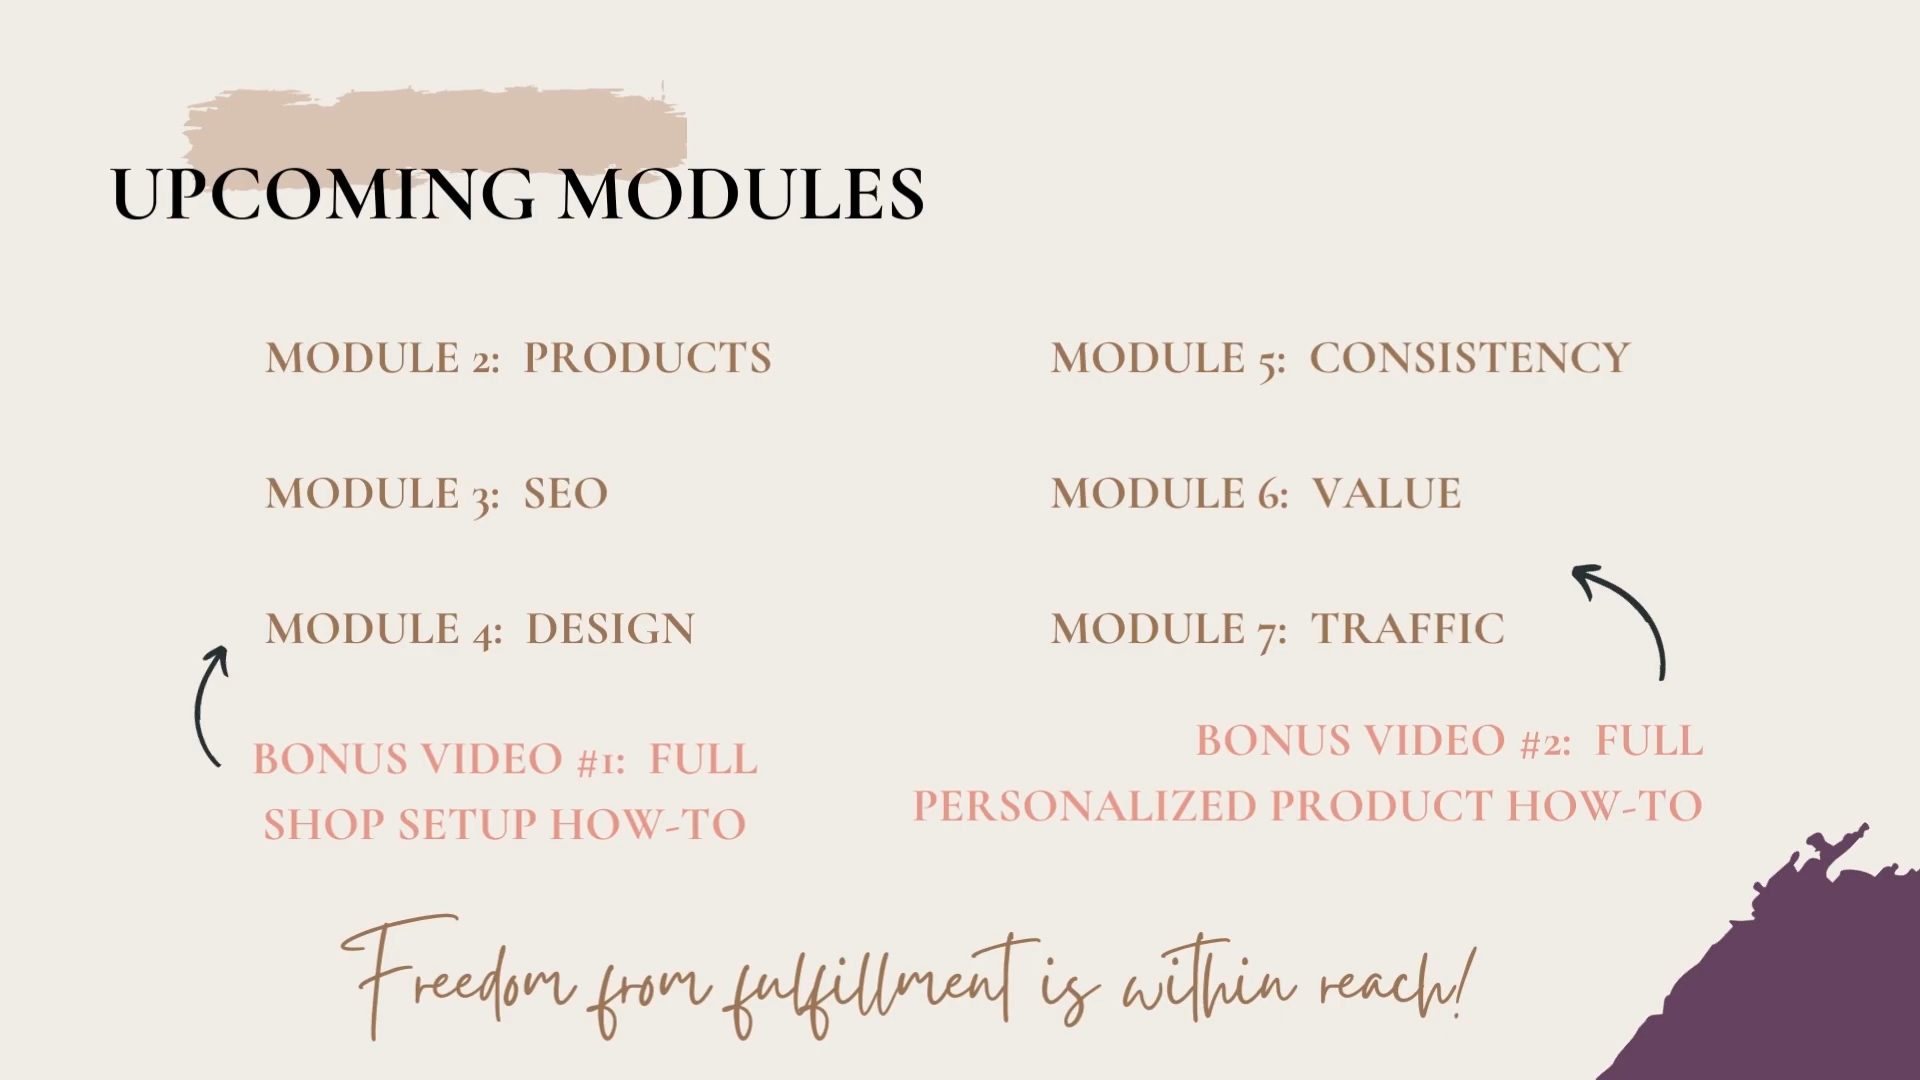 UPCOMING MODULES
MODULE 2: PRODUCTS
MODULE 3: SEO
MODULE 4: DESIGN
BONUS VIDEO #1: FULL
SHOP SETUP HOW-TO
MODULE 5: CONSISTENCY
MODULE 6: VALUE
MODULE 7: TRAFFIC
BONUS VIDEO #2: FULL
PERSONALIZED PRODUCT HOW-TO
Freedom from fulfillment is within reach!